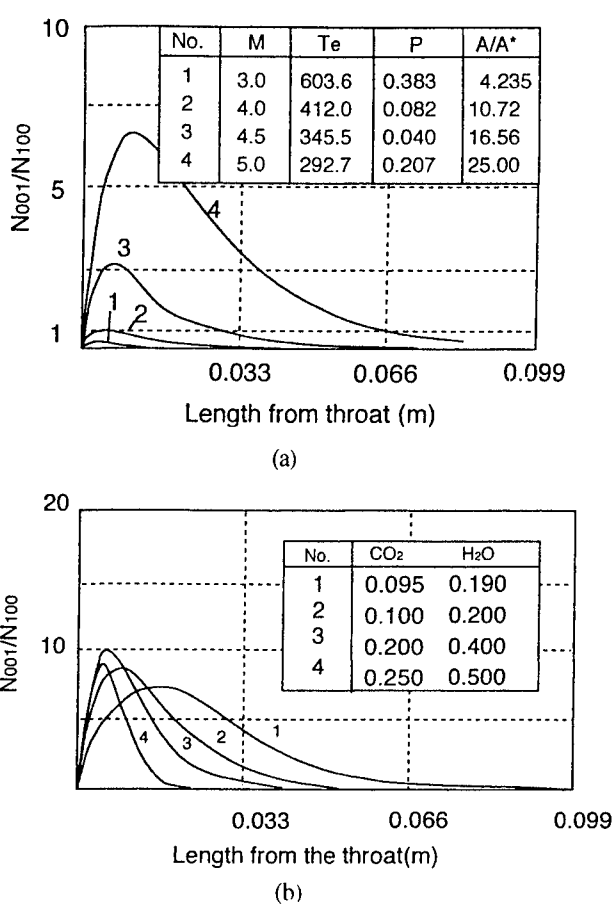 10
No. M Te P A/A*
1 3.0 603.6 0.383 4.235
2 4.0 412.0 0.082 10.72
3 4.5 345.5 0.040 16.56
4 5.0 292.7 0.207 25.00
N001/N100
5
4
3
1 2
1
0.033 0.066 0.099
Length from throat (m)
(a)
20
No. CO2 H2O
1 0.095 0.190
2 0.100 0.200
3 0.200 0.400
4 0.250 0.500
N001/N100
10
4 3 2 1
0.033 0.066 0.099
Length from the throat(m)
(b)